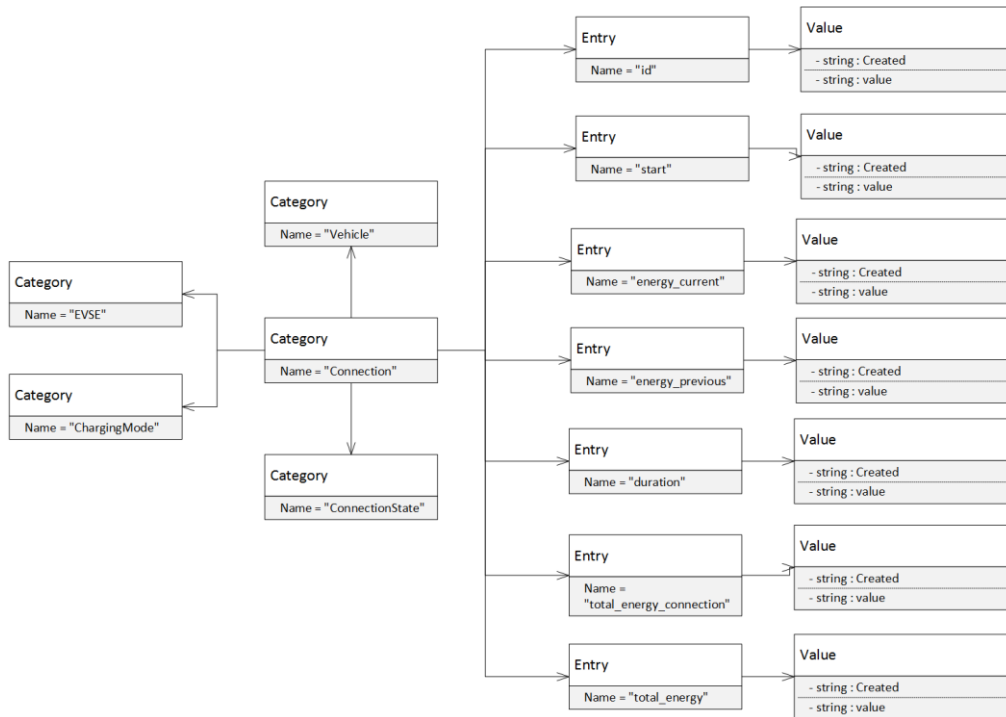 Category
Name = "EVSE"
Category
Name = "ChargingMode"
Category
Name = "Vehicle"
Category
Name = "Connection"
Category
Name = "ConnectionState"
Entry
Name = "id"
Value
- string : Created
- string : value
Entry
Name = "start"
Value
- string : Created
- string : value
Entry
Name = "energy_current"
Value
- string : Created
- string : value
Entry
Name = "energy_previous"
Value
- string : Created
- string : value
Entry
Name = "duration"
Value
- string : Created
- string : value
Entry
Name =
"total_energy_connection"
Value
- string : Created
- string : value
Entry
Name = "total_energy"
Value
- string : Created
- string : value